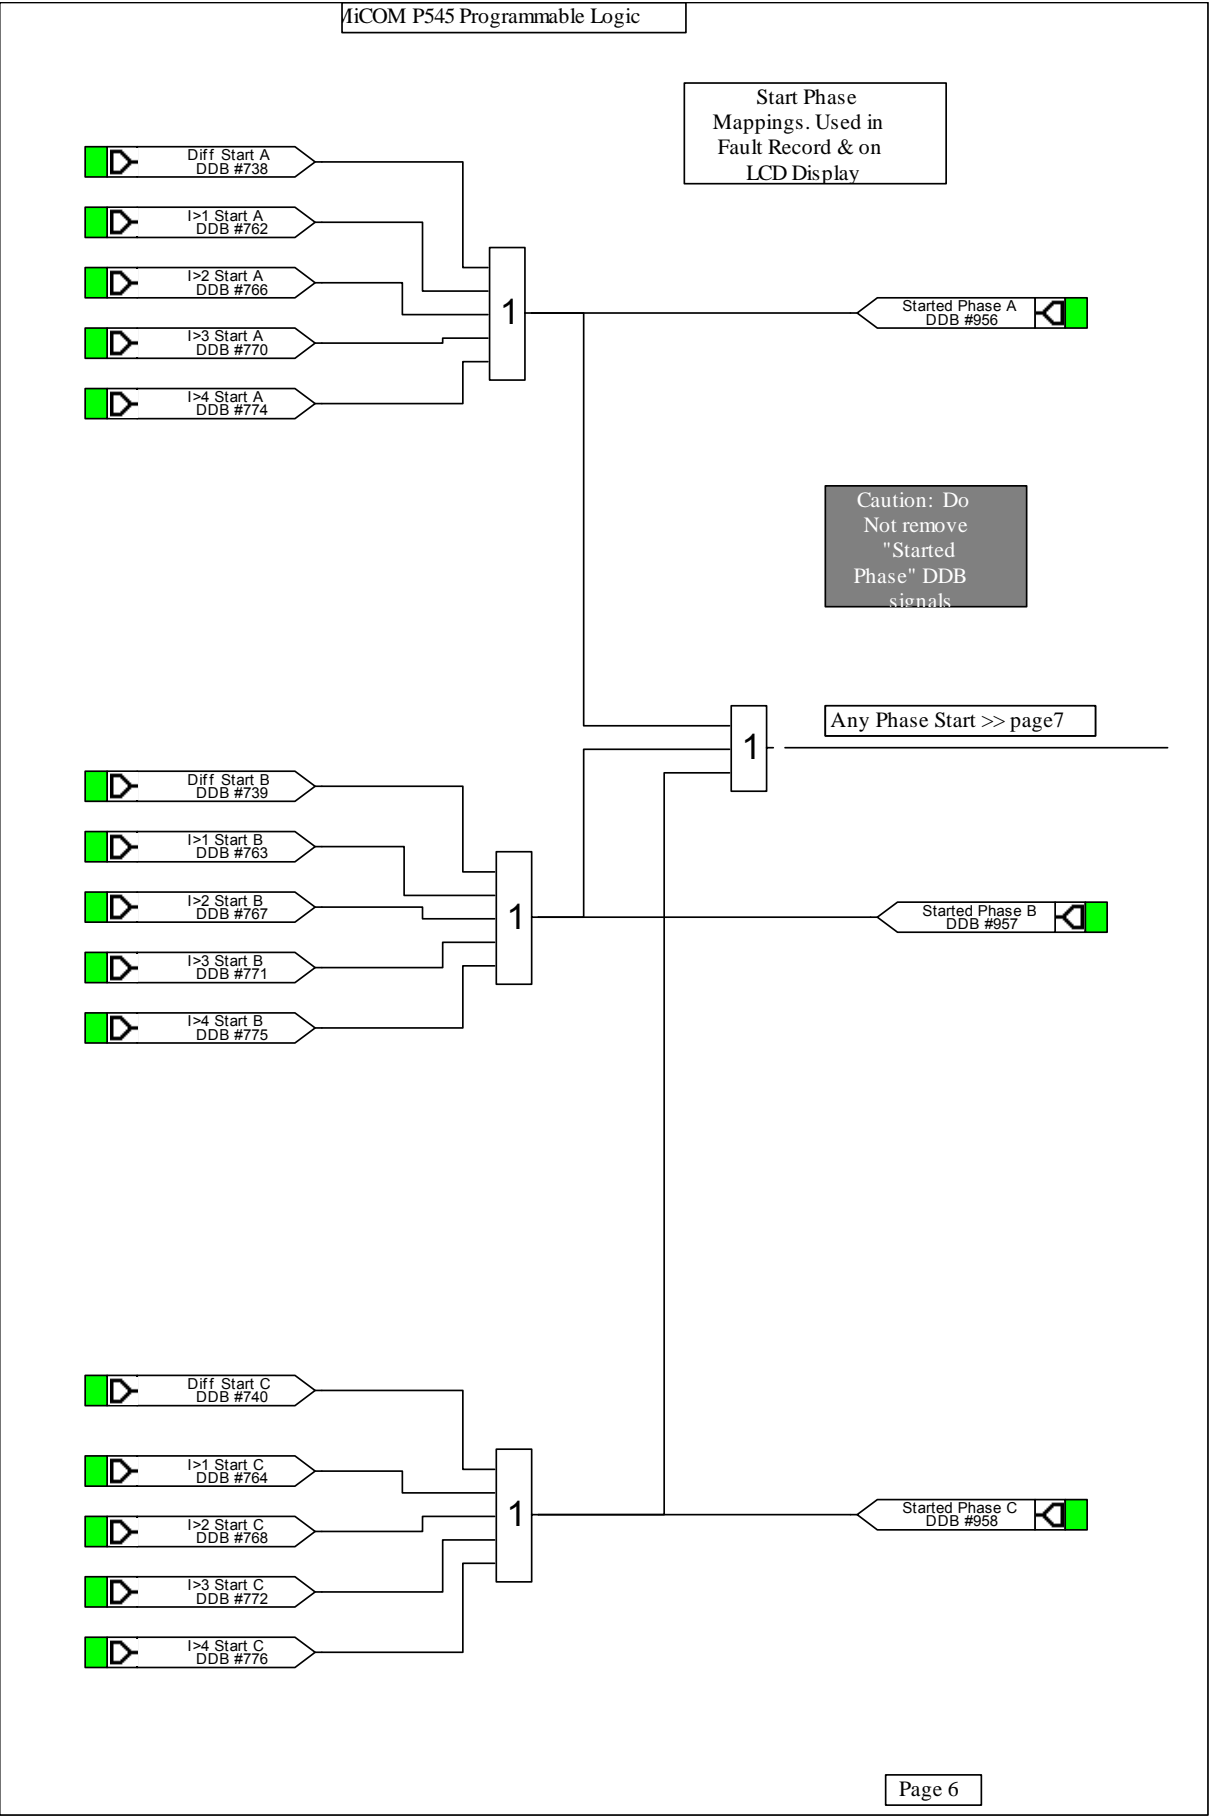 MiCOM P545 Programmable Logic
Start Phase
Mappings. Used in
Fault Record & on
LCD Display
Diff Start A
DDB #738
I>1 Start A
DDB #762
I>2 Start A
DDB #766
I>3 Start A
DDB #770
I>4 Start A
DDB #774
1
Started Phase A
DDB #956
Caution: Do
Not remove
"Started
Phase" DDB
signals
Any Phase Start >> page7
1
Diff Start B
DDB #739
I>1 Start B
DDB #763
I>2 Start B
DDB #767
I>3 Start B
DDB #771
I>4 Start B
DDB #775
1
Started Phase B
DDB #957
Diff Start C
DDB #740
I>1 Start C
DDB #764
I>2 Start C
DDB #768
I>3 Start C
DDB #772
I>4 Start C
DDB #776
1
Started Phase C
DDB #958
Page 6